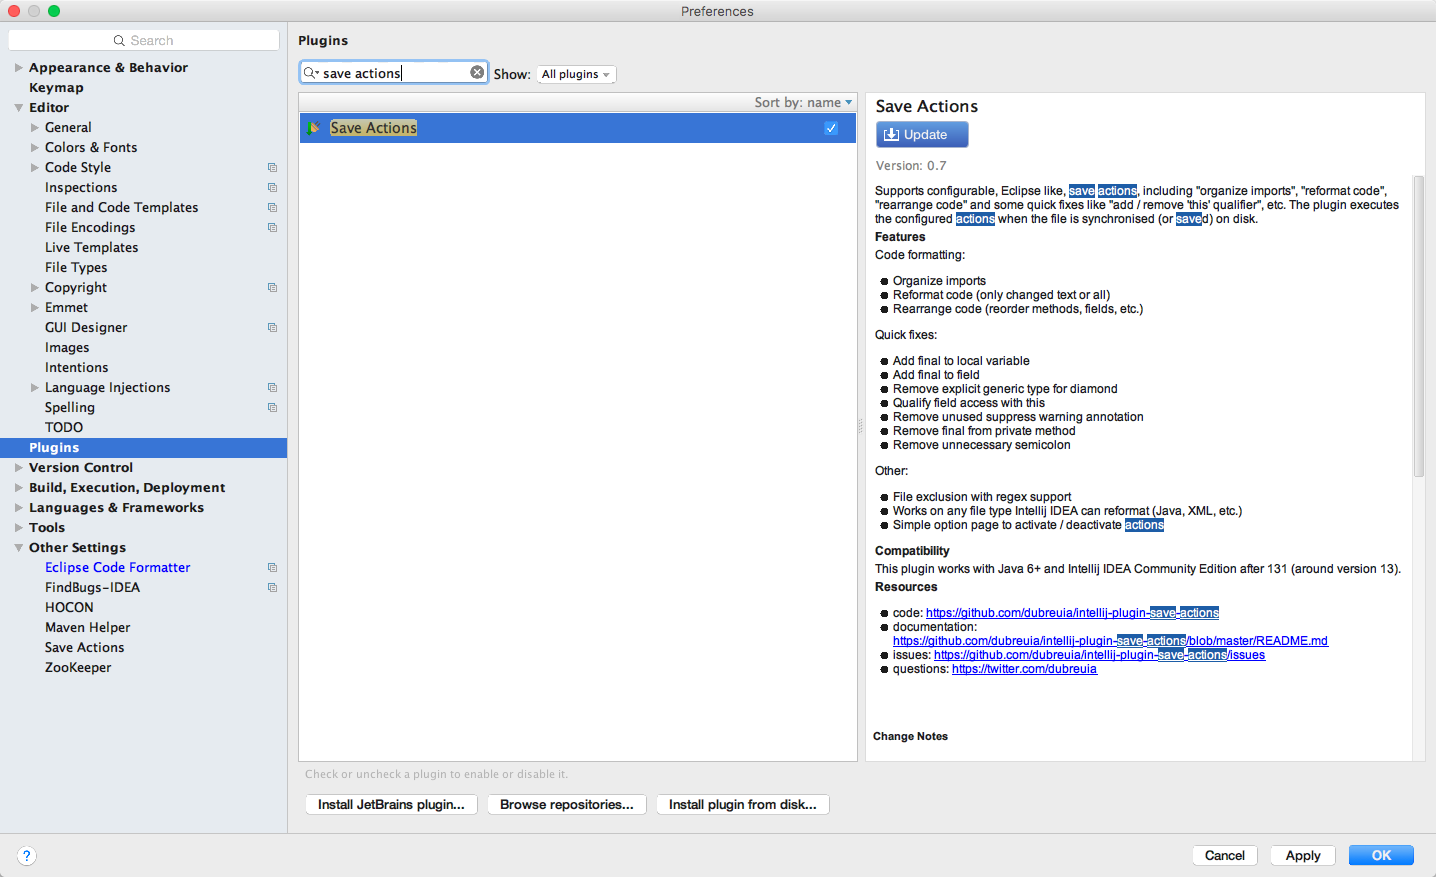 Preferences
Search
Appearance & Behavior
Keymap
Editor
General
Colors & Fonts
Code Style
Inspections
File and Code Templates
File Encodings
Live Templates
File Types
Copyright
Emmet
GUI Designer
Images
Intentions
Language Injections
Spelling
TODO
Plugins
Version Control
Build, Execution, Deployment
Languages & Frameworks
Tools
Other Settings
Eclipse Code Formatter
FindBugs-IDEA
HOCON
Maven Helper
Save Actions
ZooKeeper
?
Plugins
save actions
Show: All plugins
Sort by: name
Save Actions
Check or uncheck a plugin to enable or disable it.
Install JetBrains plugin... Browse repositories... Install plugin from disk...
Save Actions
Update
Version: 0.7
Supports configurable, Eclipse like, save actions, including "organize imports", "reformat code",
"rearrange code" and some quick fixes like "add / remove 'this' qualifier", etc. The plugin executes
the configured actions when the file is synchronised (or saved) on disk.
Features
Code formatting:
Organize imports
Reformat code (only changed text or all)
Rearrange code (reorder methods, fields, etc.)
Quick fixes:
Add final to local variable
Add final to field
Remove explicit generic type for diamond
Qualify field access with this
Remove unused suppress warning annotation
Remove final from private method
Remove unnecessary semicolon
Other:
File exclusion with regex support
Works on any file type Intellij IDEA can reformat (Java, XML, etc.)
Simple option page to activate / deactivate actions
Compatibility
This plugin works with Java 6+ and Intellij IDEA Community Edition after 131 (around version 13).
Resources
code: https://github.com/dubreuia/intellij-plugin-save-actions
documentation:
https://github.com/dubreuia/intellij-plugin-save-actions/blob/master/README.md
issues: https://github.com/dubreuia/intellij-plugin-save-actions/issues
questions: https://twitter.com/dubreuia
Change Notes
Cancel Apply OK